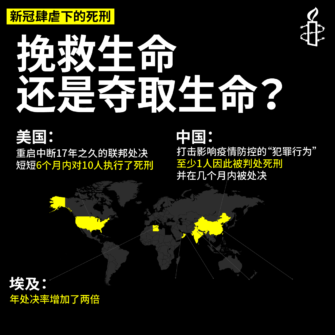 新冠肆虐下的死刑
挽救生命
还是夺取生命？
美国：
重启中断17年之久的联邦处决
短短6个月内对10人执行了死刑
中国：
打击影响疫情防控的“犯罪行为”
至少1人因此被判处死刑
并在几个月内被处决
埃及：
年处决率增加了两倍